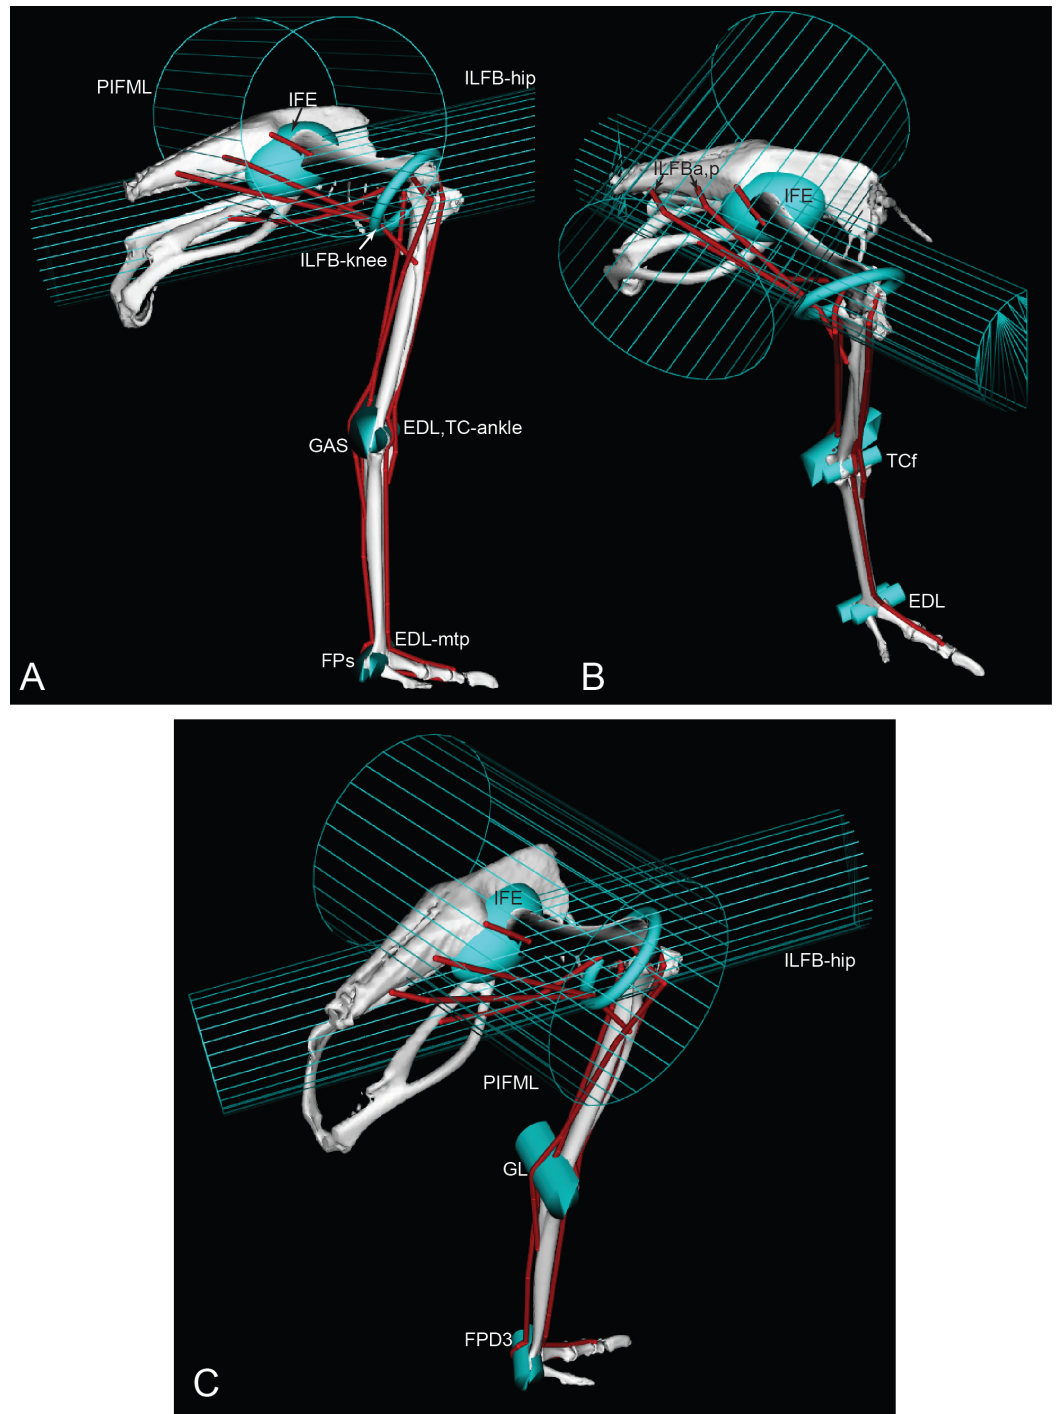 PIFML
ILFB-hip
IFE
ILFB-knee
GAS
EDL,TC-ankle
EDL-mtp
FPs
A
ILFBa,p
IFE
TCf
EDL
B
IFE
ILFB-hip
PIFML
GL
FPD3
C